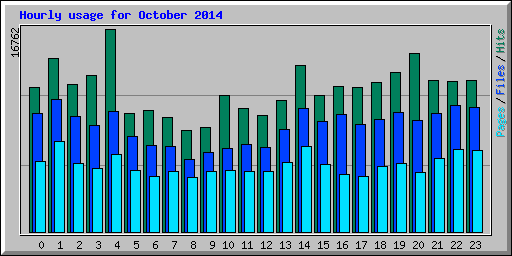 Hourly usage for October 2014
16762
Pages/Files/Hits
0 1 2 3 4 5 6 7 8 9 10 11 12 13 14 15 16 17 18 19 20 21 22 23